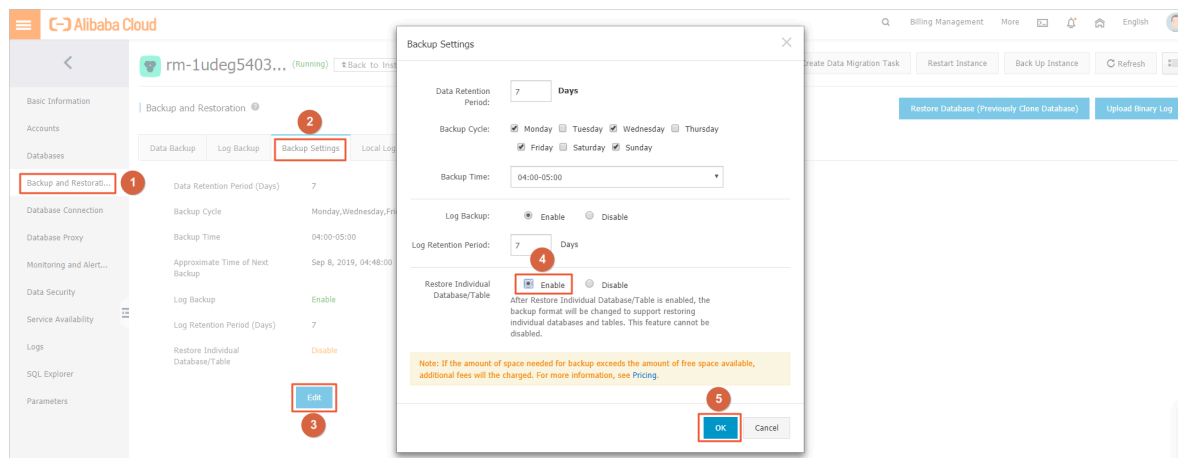 Alibaba Cloud
Billing Management More English
rm-1udeg5403... (Running) Back to Inst
Create Data Migration Task Restart Instance Back Up Instance Refresh
Basic Information
Accounts
Databases
Backup and Restorati...
Database Connection
Database Proxy
Monitoring and Alert...
Data Security
Service Availability
Logs
SQL Explorer
Parameters
1
Backup and Restoration
Restore Database (Previously Clone Database) Upload Binary Log
2
Data Backup Log Backup Backup Settings Local Log
Data Retention Period (Days) 7
Backup Cycle Monday,Wednesday,Fri
Backup Time 04:00-05:00
Approximate Time of Next Sep 8, 2019, 04:48:00
Backup
Log Backup Enable
Log Retention Period (Days) 7
Restore Individual Disable
Database/Table
Edit
3
Backup Settings
Data Retention 7 Days
Period:
Backup Cycle: Monday Tuesday Wednesday Thursday
Friday Saturday Sunday
Backup Time: 04:00-05:00
Log Backup: Enable Disable
Log Retention Period: 7 Days
4
Restore Individual Enable Disable
Database/Table
After Restore Individual Database/Table is enabled, the
backup format will be changed to support restoring
individual databases and tables. This feature cannot be
disabled.
Note: If the amount of space needed for backup exceeds the amount of free space available,
additional fees will the charged. For more information, see Pricing.
5
OK Cancel